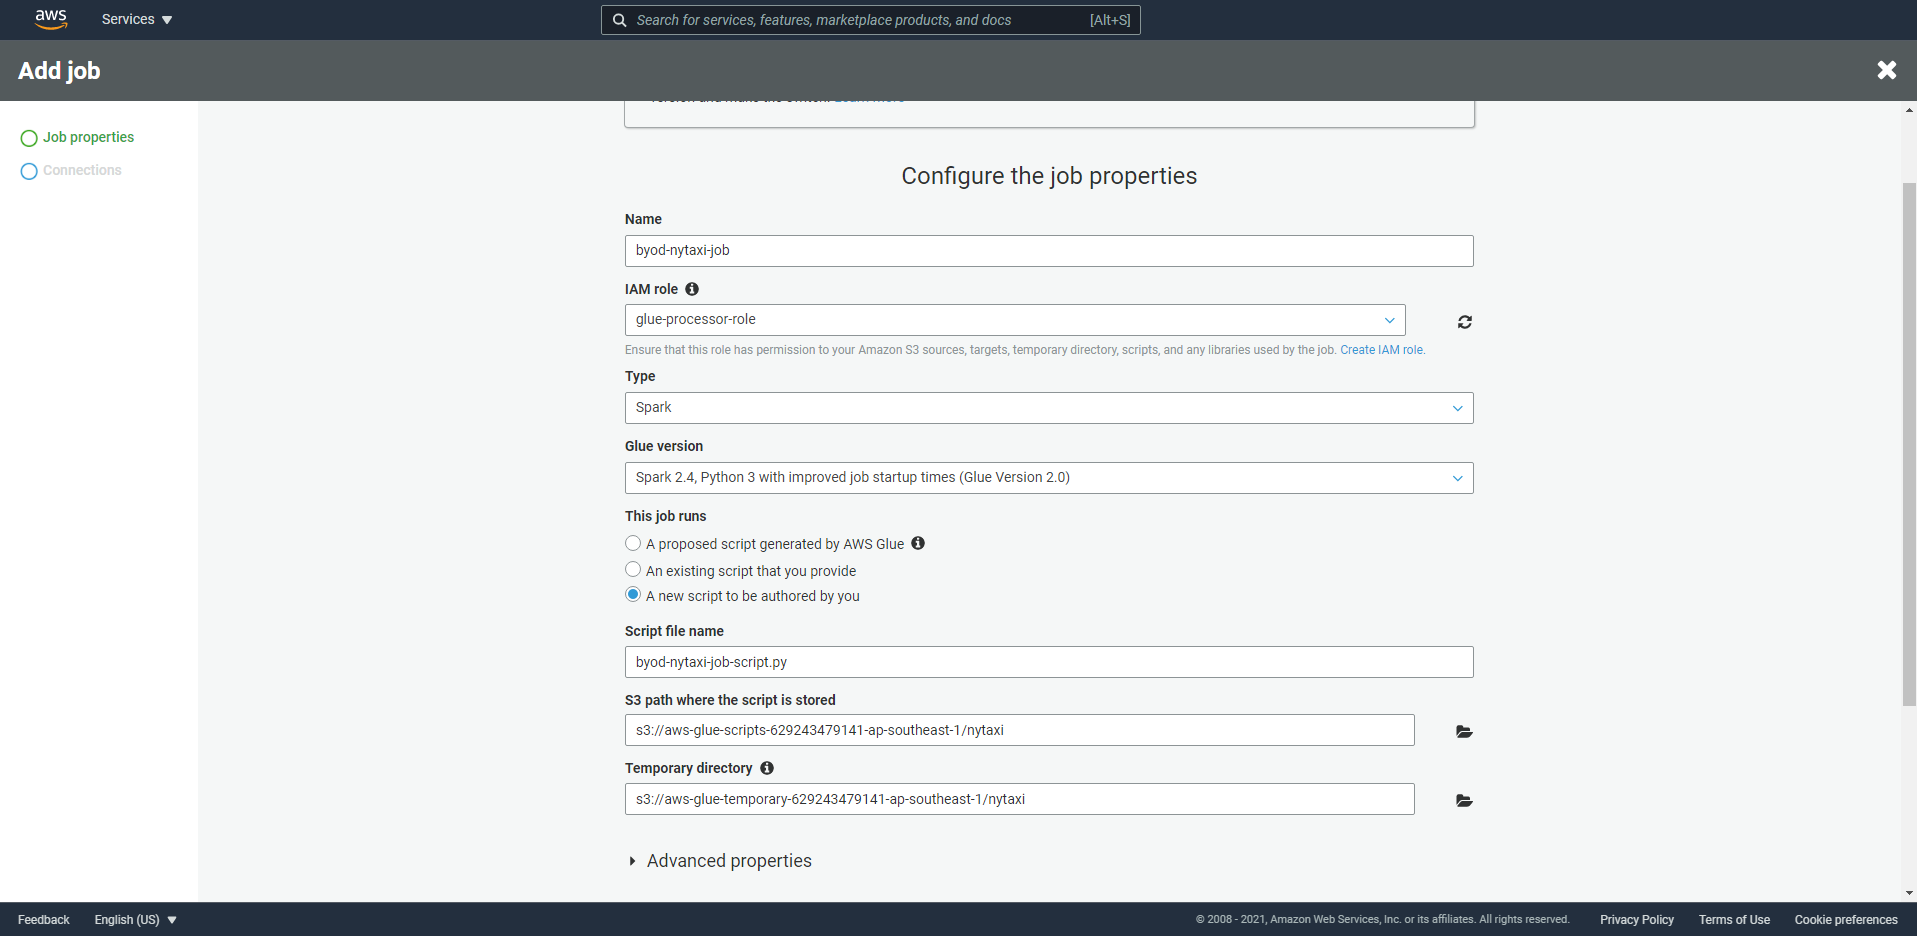 aws
Services
Search for services, features, marketplace products, and docs [Alt+S]
Add job
Job properties
Connections
Configure the job properties
Name
byod-nytaxi-job
IAM role
glue-processor-role
Ensure that this role has permission to your Amazon S3 sources, targets, temporary directory, scripts, and any libraries used by the job. Create IAM role.
Type
Spark
Glue version
Spark 2.4, Python 3 with improved job startup times (Glue Version 2.0)
This job runs
A proposed script generated by AWS Glue
An existing script that you provide
A new script to be authored by you
Script file name
byod-nytaxi-job-script.py
S3 path where the script is stored
s3://aws-glue-scripts-629243479141-ap-southeast-1/nytaxi
Temporary directory
s3://aws-glue-temporary-629243479141-ap-southeast-1/nytaxi
Advanced properties
Feedback English (US) © 2008 - 2021, Amazon Web Services, Inc. or its affiliates. All rights reserved. Privacy Policy Terms of Use Cookie preferences